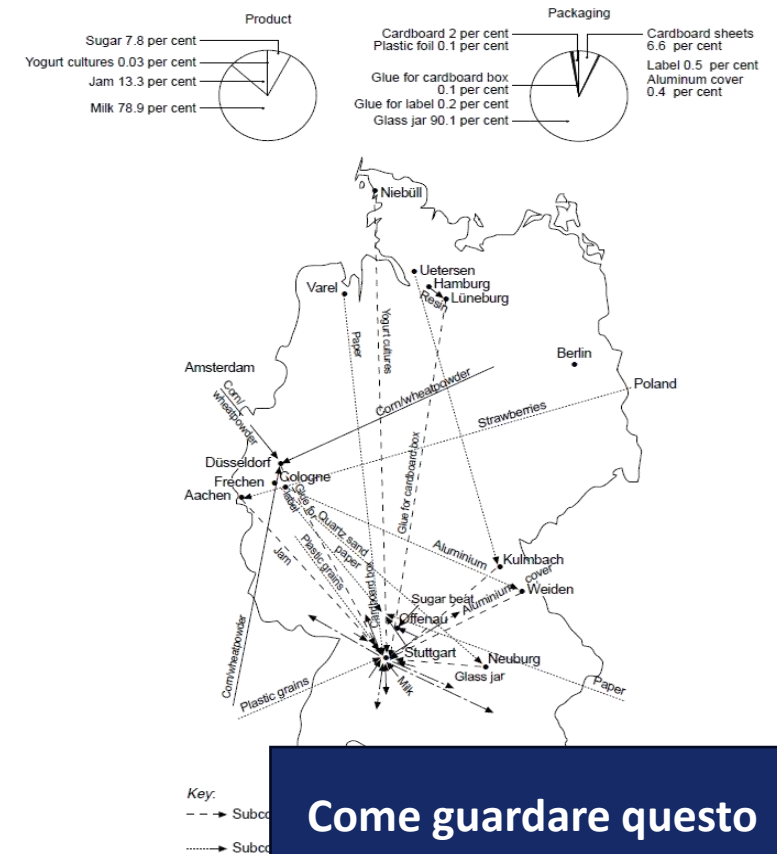 Product
Sugar 7.8 per cent
Yogurt cultures 0.03 per cent
Jam 13.3 per cent
Milk 78.9 per cent
Packaging
Cardboard 2 per cent
Plastic foil 0.1 per cent
Glue for cardboard box
0.1 per cent
Glue for label 0.2 per cent
Glass jar 90.1 per cent
Cardboard sheets
6.6 per cent
Label 0.5 per cent
Aluminum cover
0.4 per cent
Niebüll
Uetersen
Hamburg
Resin
Lüneburg
Varel
Paper
Yogurt cultures
Berlin
Amsterdam
Corn/
wheatpowder
Corn/wheatpowder
Poland
Strawberries
Düsseldorf
Frechen
Cologne
Aachen
Glue for
label
Quartz sand
paper
Plastic grains
Jam
Glue for cardboard box
Aluminium
Kulmbach
Aluminium cover
Weiden
Sugar beat
Offenau
Stuttgart
Neuburg
Glass jar
Milk
Paper
Corn/wheatpowder
Plastic grains
Key:
Come guardare questo